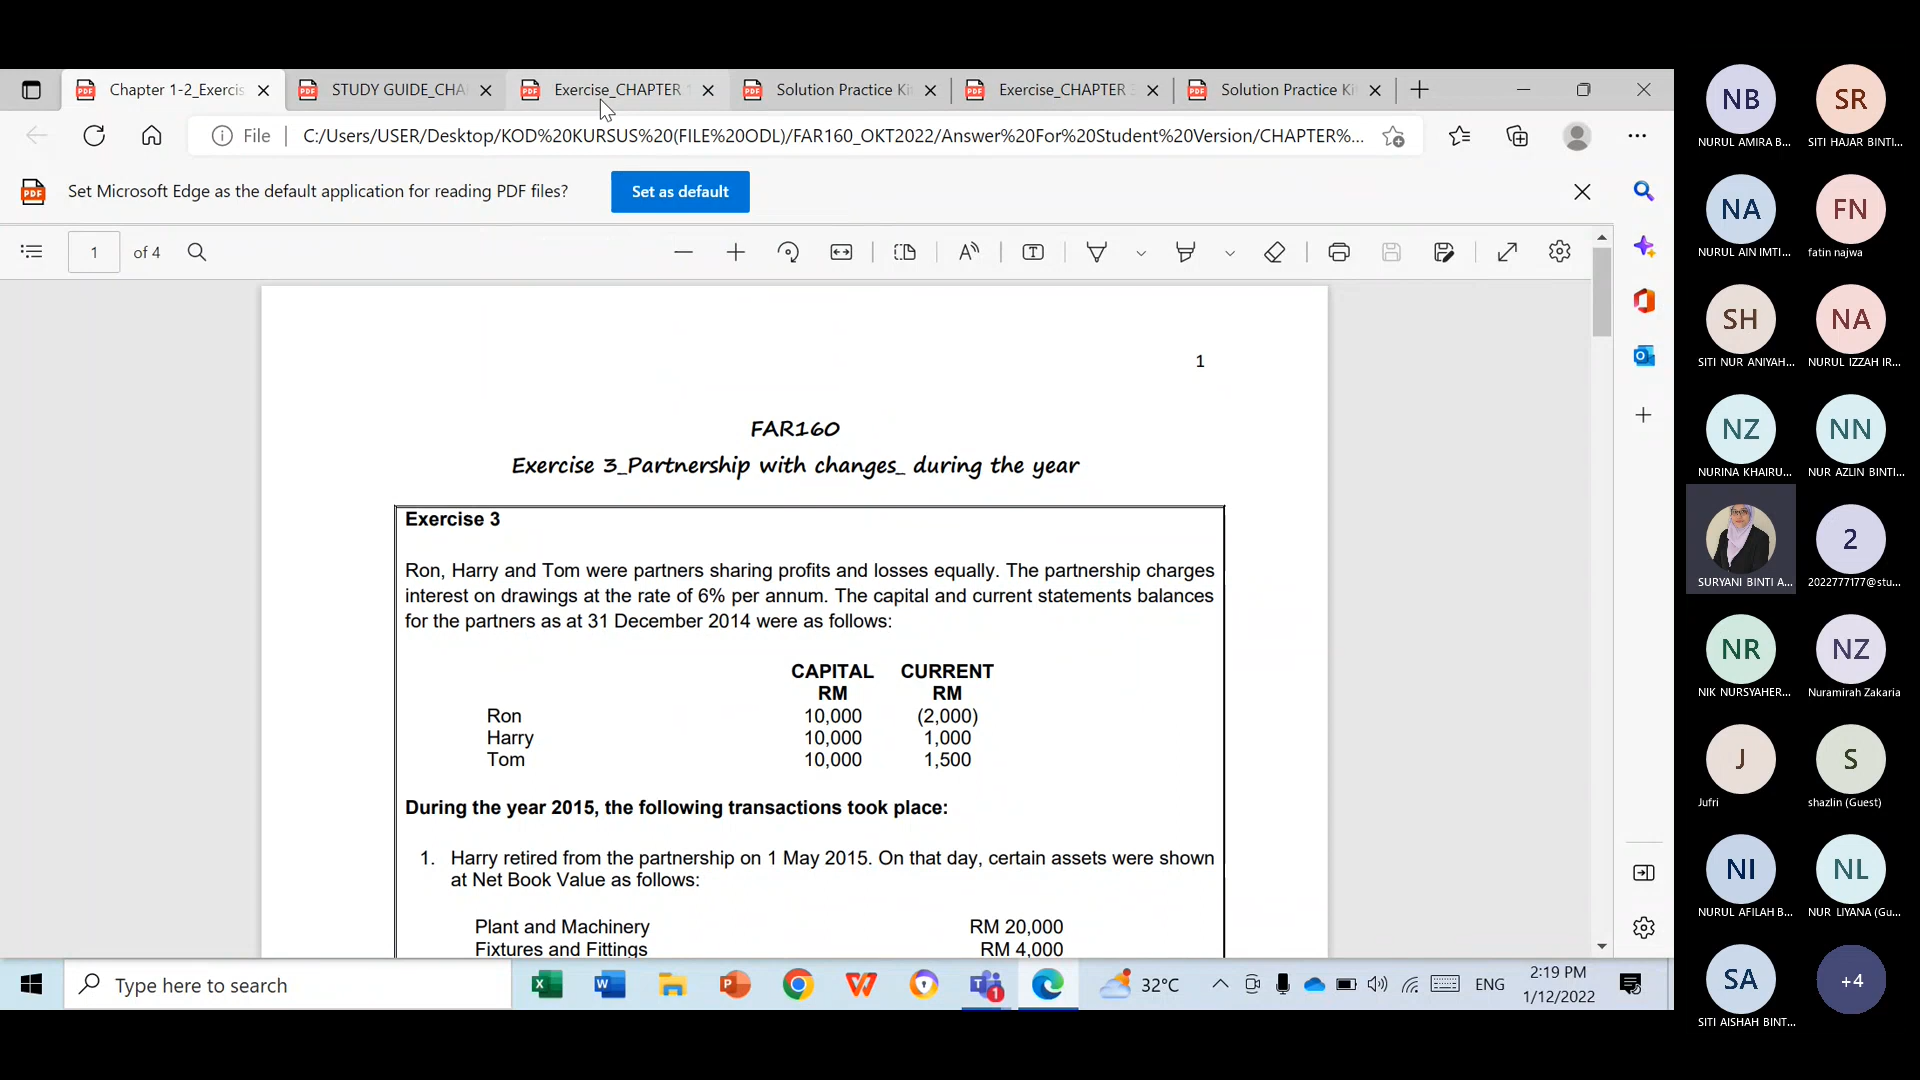 Chapter 1-2_Exercis
STUDY GUIDE_CHA
Exercise_CHAPTER 1
Solution Practice Ki
Exercise_CHAPTER 3
Solution Practice Ki
File
C:/Users/USER/Desktop/KOD%20KURSUS%20(FILE%20ODL)/FAR160_OKT2022/Answer%20For%20Student%20Version/CHAPTER%...
Set Microsoft Edge as the default application for reading PDF files?
Set as default
1 of 4
1
FAR160
Exercise 3_Partnership with changes_ during the year
Exercise 3
Ron, Harry and Tom were partners sharing profits and losses equally. The partnership charges
interest on drawings at the rate of 6% per annum. The capital and current statements balances
for the partners as at 31 December 2014 were as follows:
CAPITAL CURRENT
RM RM
Ron 10,000 (2,000)
Harry 10,000 1,000
Tom 10,000 1,500
During the year 2015, the following transactions took place:
1. Harry retired from the partnership on 1 May 2015. On that day, certain assets were shown
at Net Book Value as follows:
Plant and Machinery RM 20,000
Fixtures and Fittings RM 4,000
Type here to search
1
32°C
ENG
2:19 PM
1/12/2022
NB
NURUL AMIRA B...
SR
SITI HAJAR BINTI...
NA
NURUL AIN IMTI...
FN
fatin najwa
SH
SITI NUR ANIYAH...
NA
NURUL IZZAH IR...
NZ
NURINA KHAIRU...
NN
NUR AZLIN BINTI...
SURYANI BINTI A...
2
2022777177@stu...
NR
NIK NURSYAHER...
NZ
Nuramirah Zakaria
J
Jufri
S
shazlin (Guest)
NI
NURUL AFILAH B...
NL
NUR LIYANA (Gu...
SA
SITI AISHAH BINT...
+4